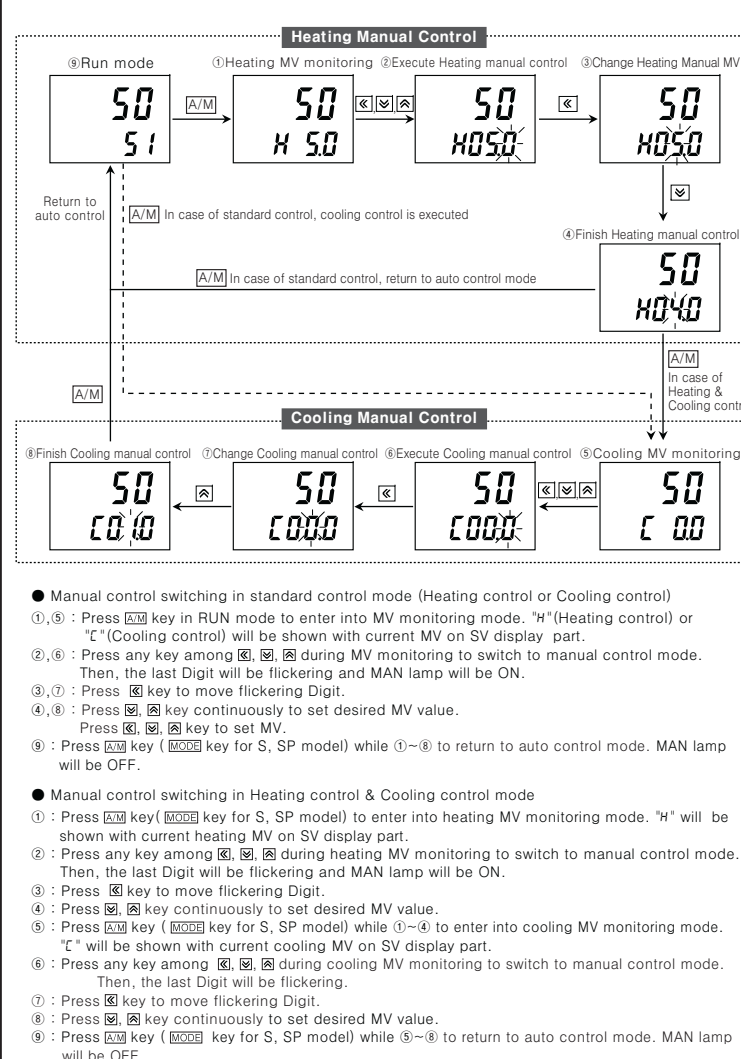 Heating Manual Control
⑨Run mode
①Heating MV monitoring
②Execute Heating manual control
③Change Heating Manual MV
50
51
A/M
50
H 5.0
«, ≫, ≪
50
H05.0
«
50
H05.0
Return to
auto control
A/M In case of standard control, cooling control is executed
④Finish Heating manual control
A/M In case of standard control, return to auto control mode
50
H04.0
A/M
In case of
Heating &
A/M
Cooling Manual Control
⑧Finish Cooling manual control
⑦Change Cooling manual control
⑥Execute Cooling manual control
⑤Cooling MV monitoring
50
C01.0
50
C00.0
«
50
C00.0
50
C 0.0
● Manual control switching in standard control mode (Heating control or Cooling control)
①,⑤ : Press A/M key in RUN mode to enter into MV monitoring mode. "H"(Heating control) or
"C"(Cooling control) will be shown with current MV on SV display part.
②,⑥ : Press any key among «, ︾, ︽ during MV monitoring to switch to manual control mode.
Then, the last Digit will be flickering and MAN lamp will be ON.
③,⑦ : Press « key to move flickering Digit.
④,⑧ : Press ︾, ︽ key continuously to set desired MV value.
Press «, ︾, ︽ key to set MV.
⑨ : Press A/M key ( MODE key for S, SP model) while ①~⑧ to return to auto control mode. MAN lamp
will be OFF.
● Manual control switching in Heating control & Cooling control mode
① : Press A/M key( MODE key for S, SP model) to enter into heating MV monitoring mode. "H" will be
shown with current heating MV on SV display part.
② : Press any key among «, ︾, ︽ during heating MV monitoring to switch to manual control mode.
Then, the last Digit will be flickering and MAN lamp will be ON.
③ : Press « key to move flickering Digit.
④ : Press ︾, ︽ key continuously to set desired MV value.
⑤ : Press A/M key ( MODE key for S, SP model) while ①~④ to enter into cooling MV monitoring mode.
"C" will be shown with current cooling MV on SV display part.
⑥ : Press any key among «, ︾, ︽ during cooling MV monitoring to switch to manual control mode.
Then, the last Digit will be flickering.
⑦ : Press « key to move flickering Digit.
⑧ : Press ︾, ︽ key continuously to set desired MV value.
⑨ : Press A/M key ( MODE key for S, SP model) while ⑤~⑧ to return to auto control mode. MAN lamp
will be OFF